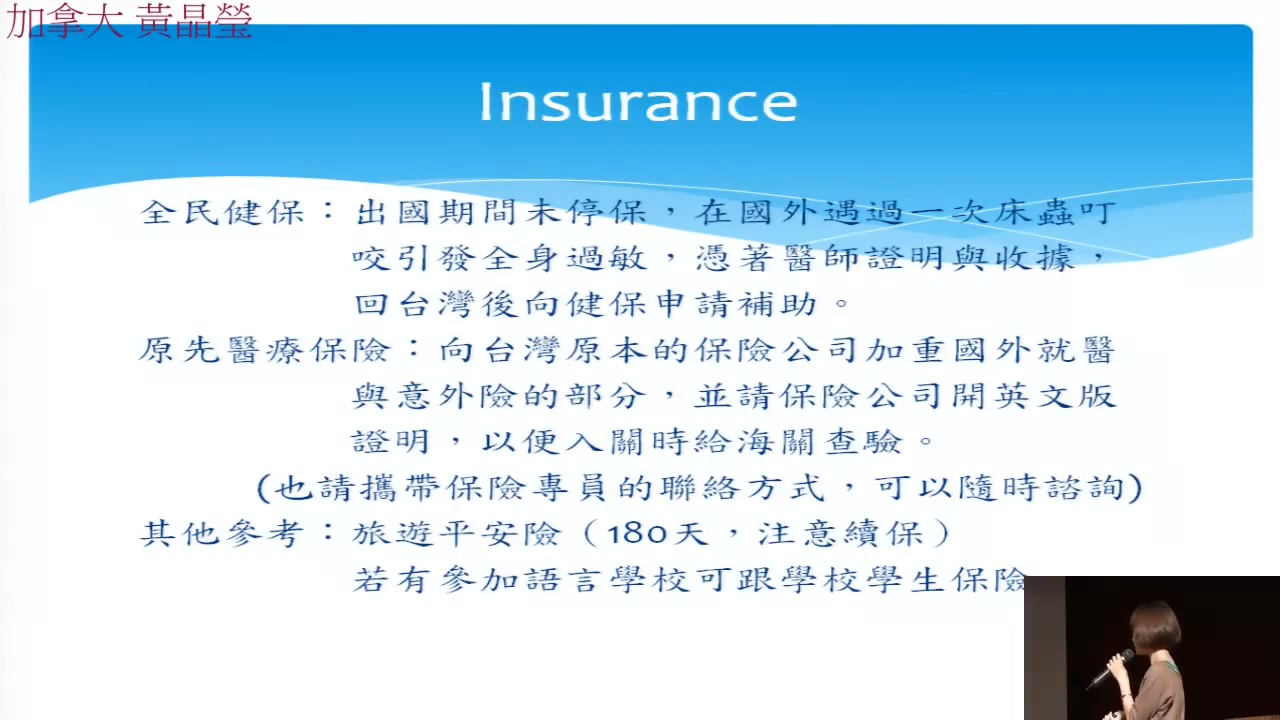 加拿大 黃晶瑩
Insurance
全民健保：出國期間未停保，在國外遇過一次床蟲叮
咬引發全身過敏，憑著醫師證明與收據，
回台灣後向健保申請補助。
原先醫療保險：向台灣原本的保險公司加重國外就醫
與意外險的部分，並請保險公司開英文版
證明，以便入關時給海關查驗。
(也請攜帶保險專員的聯絡方式，可以隨時諮詢)
其他參考：旅遊平安險（180天，注意續保）
若有參加語言學校可跟學校學生保險